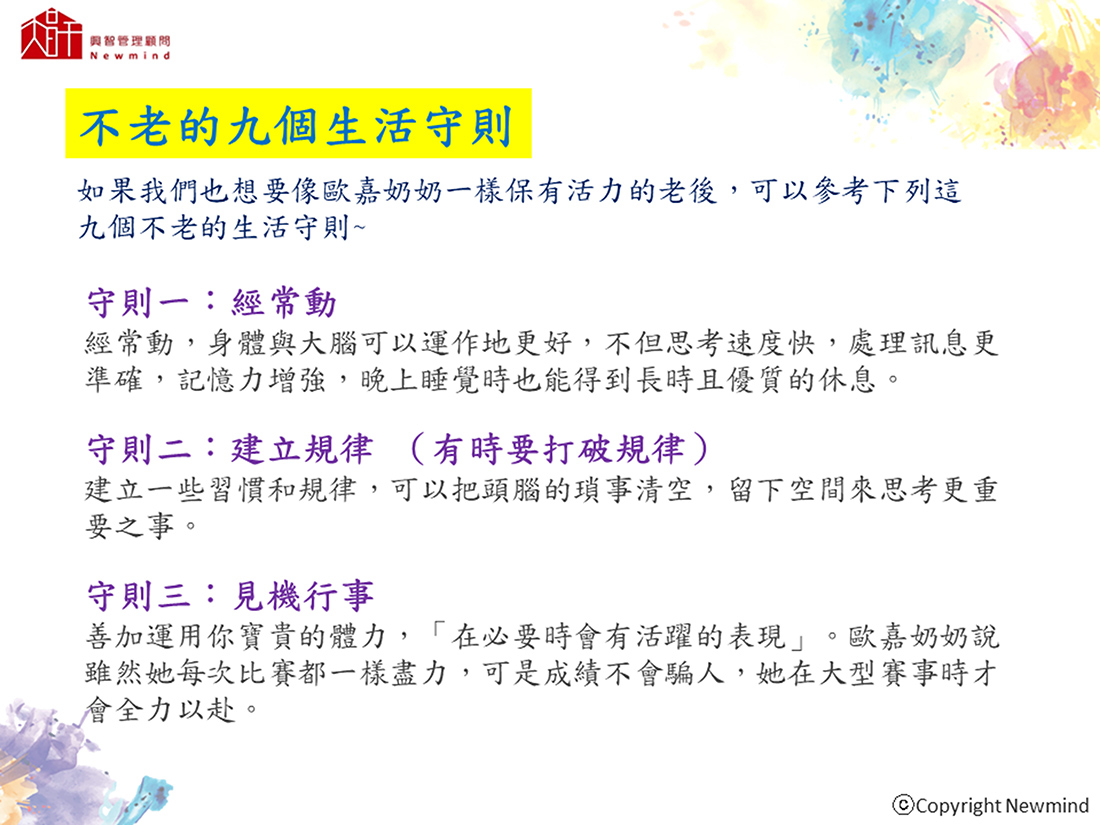 興智管理顧問
Newmind
不老的九個生活守則
如果我們也想要像歐嘉奶奶一樣保有活力的老後，可以參考下列這
九個不老的生活守則~
守則一：經常動
經常動，身體與大腦可以運作地更好，不但思考速度快，處理訊息更
準確，記憶力增強，晚上睡覺時也能得到長時且優質的休息。
守則二：建立規律 （有時要打破規律）
建立一些習慣和規律，可以把頭腦的瑣事清空，留下空間來思考更重
要之事。
守則三：見機行事
善加運用你寶貴的體力，「在必要時會有活躍的表現」。歐嘉奶奶說
雖然她每次比賽都一樣盡力，可是成績不會騙人，她在大型賽事時才
會全力以赴。
ⓒCopyright Newmind